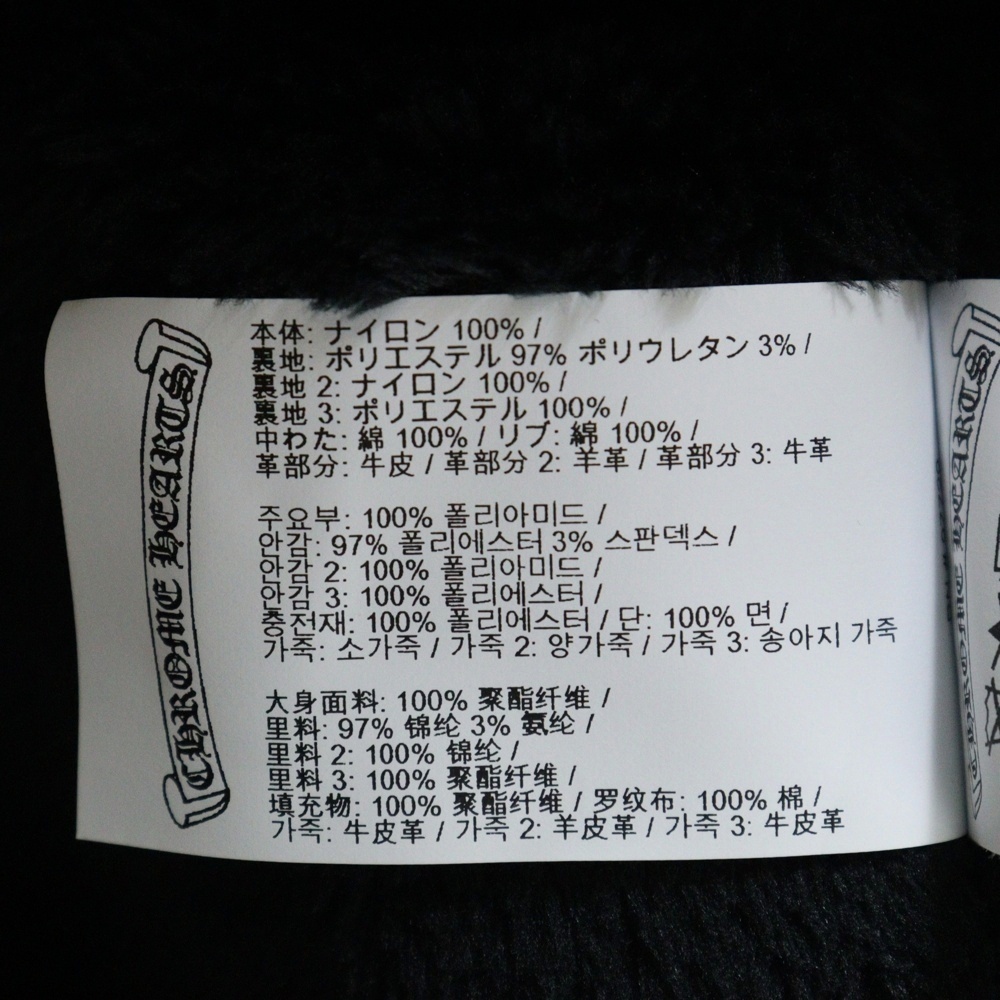 CHROME HEARTS
本体: ナイロン 100% /
裏地: ポリエステル 97% ポリウレタン 3% /
裏地 2: ナイロン 100% /
裏地 3: ポリエステル 100% /
中わた: 綿 100% / リブ: 綿 100% /
革部分: 牛皮 / 革部分 2: 羊革 / 革部分 3: 牛革
주요부: 100% 폴리아미드 /
안감: 97% 폴리에스터 3% 스판덱스 /
안감 2: 100% 폴리아미드 /
안감 3: 100% 폴리에스터 /
충전재: 100% 폴리에스터 / 단: 100% 면 /
가죽: 소가죽 / 가죽 2: 양가죽 / 가죽 3: 송아지 가죽
大身面料: 100% 聚酯纤维 /
里料: 97% 锦纶 3% 氨纶 /
里料 2: 100% 锦纶 /
里料 3: 100% 聚酯纤维 /
填充物: 100% 聚酯纤维 / 罗纹布: 100% 棉 /
가죽: 牛皮革 / 가죽 2: 羊皮革 / 가죽 3: 牛皮革
CHROME HEARTS